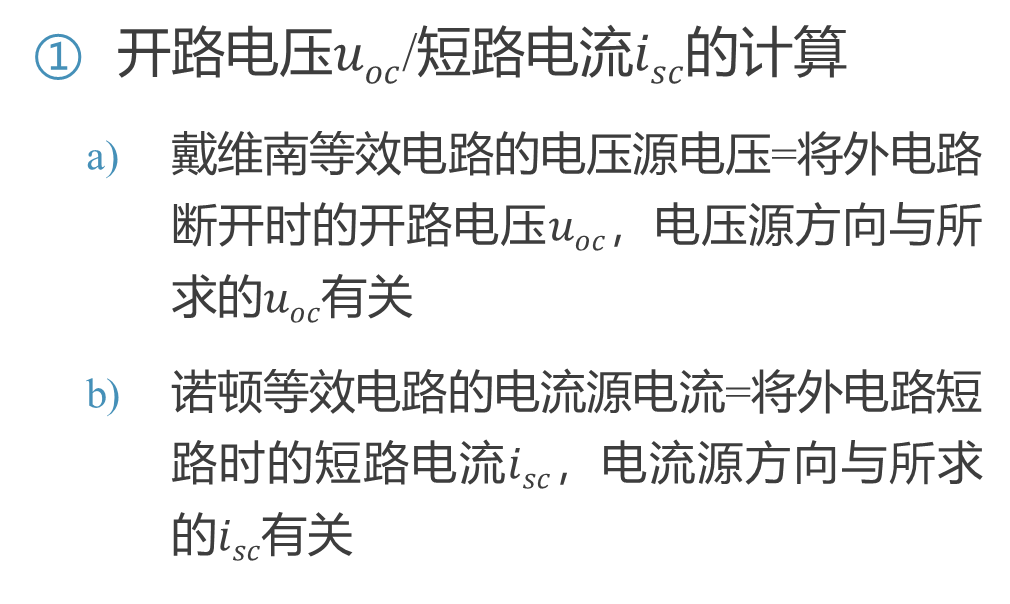 ① 开路电压u_oc/短路电流i_sc的计算
a) 戴维南等效电路的电压源电压=将外电路
断开时的开路电压u_oc，电压源方向与所
求的u_oc有关
b) 诺顿等效电路的电流源电流=将外电路短
路时的短路电流i_sc，电流源方向与所求
的i_sc有关